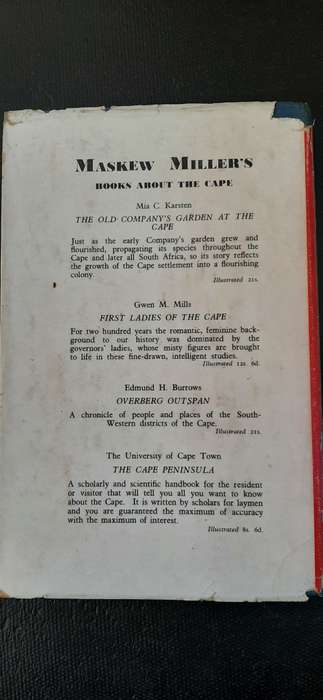 MASKEW MILLER'S
BOOKS ABOUT THE CAPE
Mia C. Karsten
THE OLD COMPANY'S GARDEN AT THE
CAPE
Just as the early Company's garden grew and
flourished, propagating its species throughout the
Cape and later all South Africa, so its story reflects
the growth of the Cape settlement into a flourishing
colony.
Illustrated 21s.
Gwen M. Mills
FIRST LADIES OF THE CAPE
For two hundred years the romantic, feminine back-
ground to our history was dominated by the
governors' ladies, whose misty figures are brought
to life in these fine-drawn, intelligent studies.
Illustrated 12s. 6d.
Edmund H. Burrows
OVERBERG OUTSPAN
A chronicle of people and places of the South-
Western districts of the Cape.
Illustrated 21s.
The University of Cape Town
THE CAPE PENINSULA
A scholarly and scientific handbook for the resident
or visitor that will tell you all you want to know
about the Cape. It is written by scholars for laymen
and you are guaranteed the maximum of accuracy
with the maximum of interest.
Illustrated 8s. 6d.